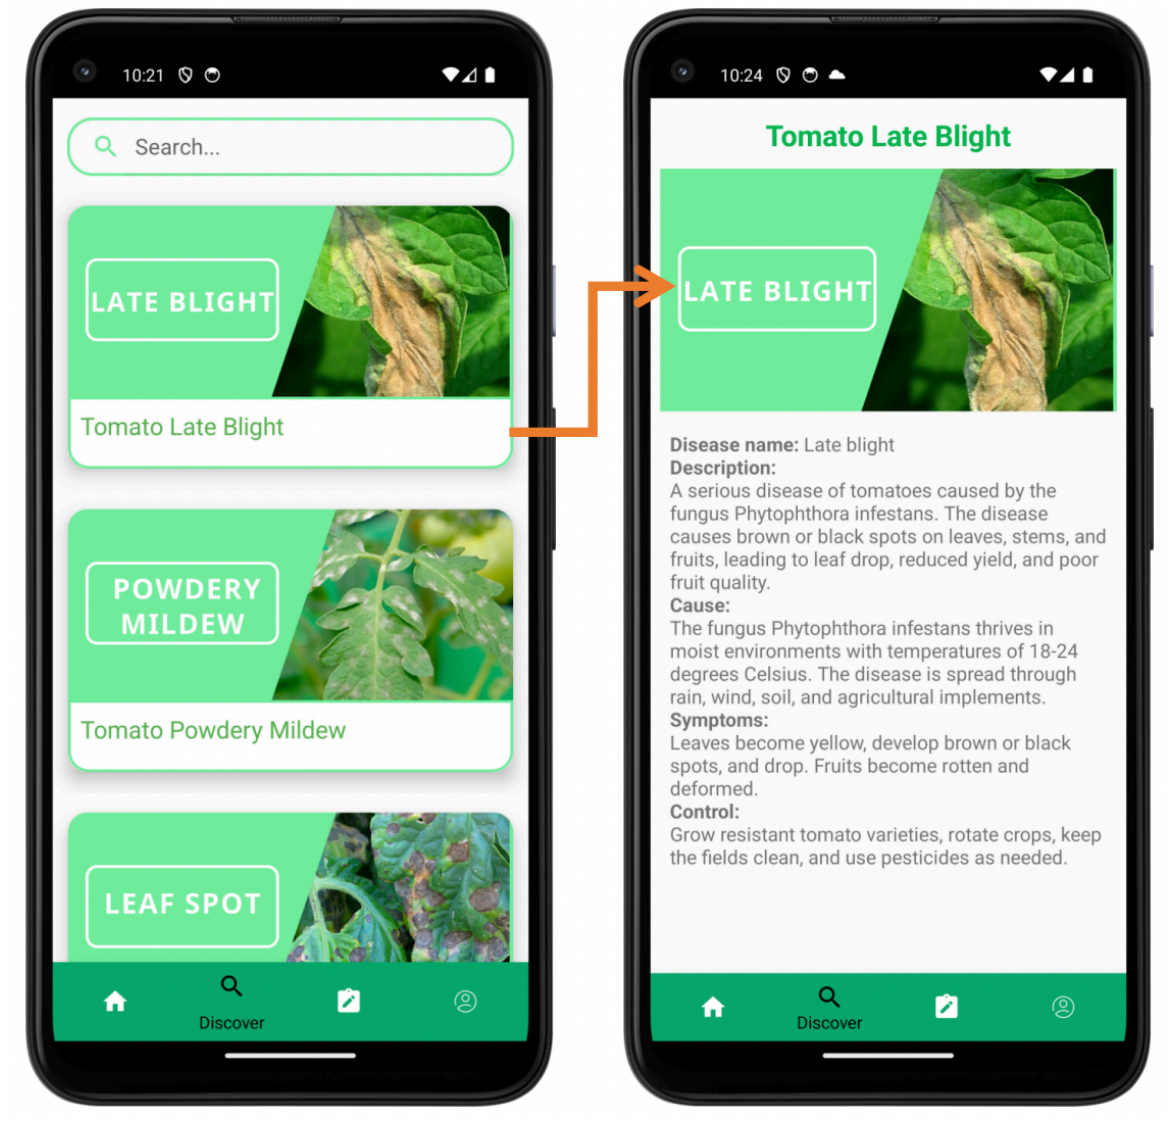 10:21
Search...
LATE BLIGHT
Tomato Late Blight
POWDERY
MILDEW
Tomato Powdery Mildew
LEAF SPOT
Discover
10:24
Tomato Late Blight
LATE BLIGHT
Disease name: Late blight
Description:
A serious disease of tomatoes caused by the
fungus Phytophthora infestans. The disease
causes brown or black spots on leaves, stems, and
fruits, leading to leaf drop, reduced yield, and poor
fruit quality.
Cause:
The fungus Phytophthora infestans thrives in
moist environments with temperatures of 18-24
degrees Celsius. The disease is spread through
rain, wind, soil, and agricultural implements.
Symptoms:
Leaves become yellow, develop brown or black
spots, and drop. Fruits become rotten and
deformed.
Control:
Grow resistant tomato varieties, rotate crops, keep
the fields clean, and use pesticides as needed.
Discover